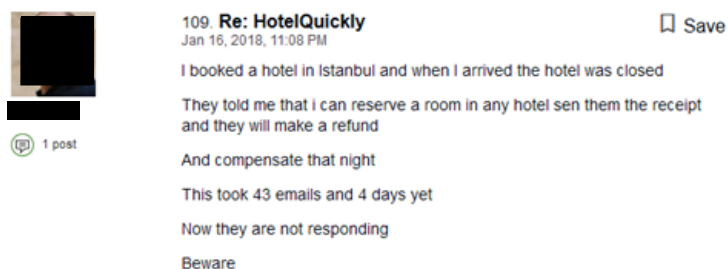 109. Re: HotelQuickly
Save
Jan 16, 2018, 11:08 PM
I booked a hotel in Istanbul and when I arrived the hotel was closed
They told me that i can reserve a room in any hotel sen them the receipt
and they will make a refund
1 post
And compensate that night
This took 43 emails and 4 days yet
Now they are not responding
Beware